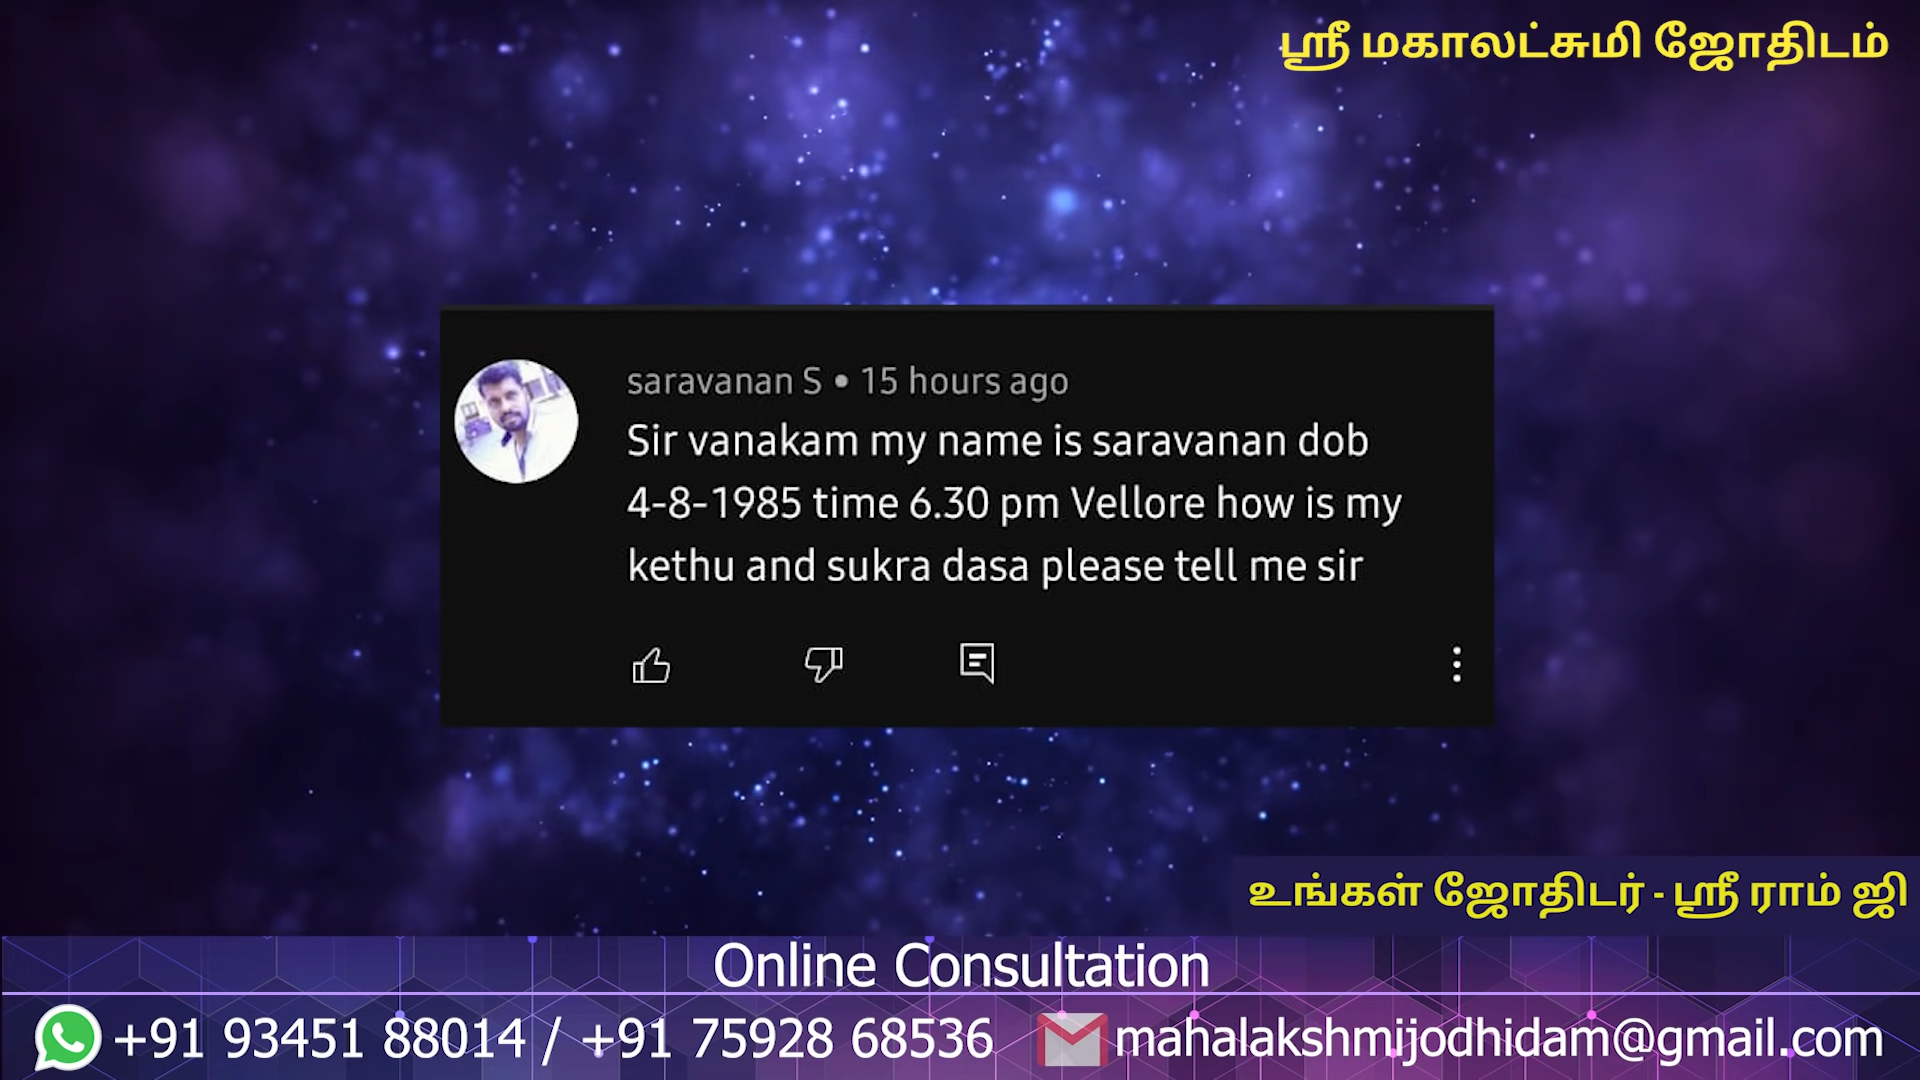 ஸ்ரீ மகாலட்சுமி ஜோதிடம்
saravanan S • 15 hours ago
Sir vanakam my name is saravanan dob
4-8-1985 time 6.30 pm Vellore how is my
kethu and sukra dasa please tell me sir
உங்கள் ஜோதிடர் - ஸ்ரீ ராம் ஜி
Online Consultation
+91 93451 88014 / +91 75928 68536 mahalakshmijodhidam@gmail.com